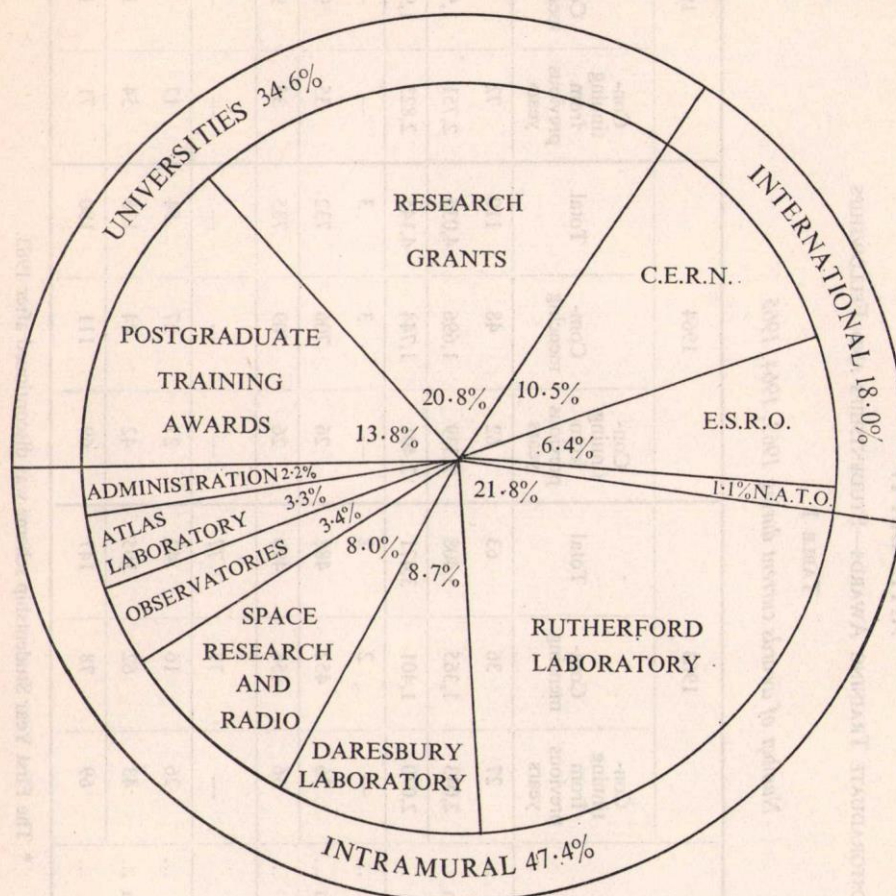 UNIVERSITIES 34·6%
RESEARCH
GRANTS
20·8%
POSTGRADUATE
TRAINING
AWARDS
13·8%
INTERNATIONAL 18·0%
C.E.R.N.
10·5%
E.S.R.O.
6·4%
1·1% N.A.T.O.
INTRAMURAL 47·4%
ADMINISTRATION 2·2%
ATLAS
LABORATORY
3·3%
OBSERVATORIES
3·4%
SPACE
RESEARCH
AND
RADIO
8·0%
DARESBURY
LABORATORY
8·7%
RUTHERFORD
LABORATORY
21·8%